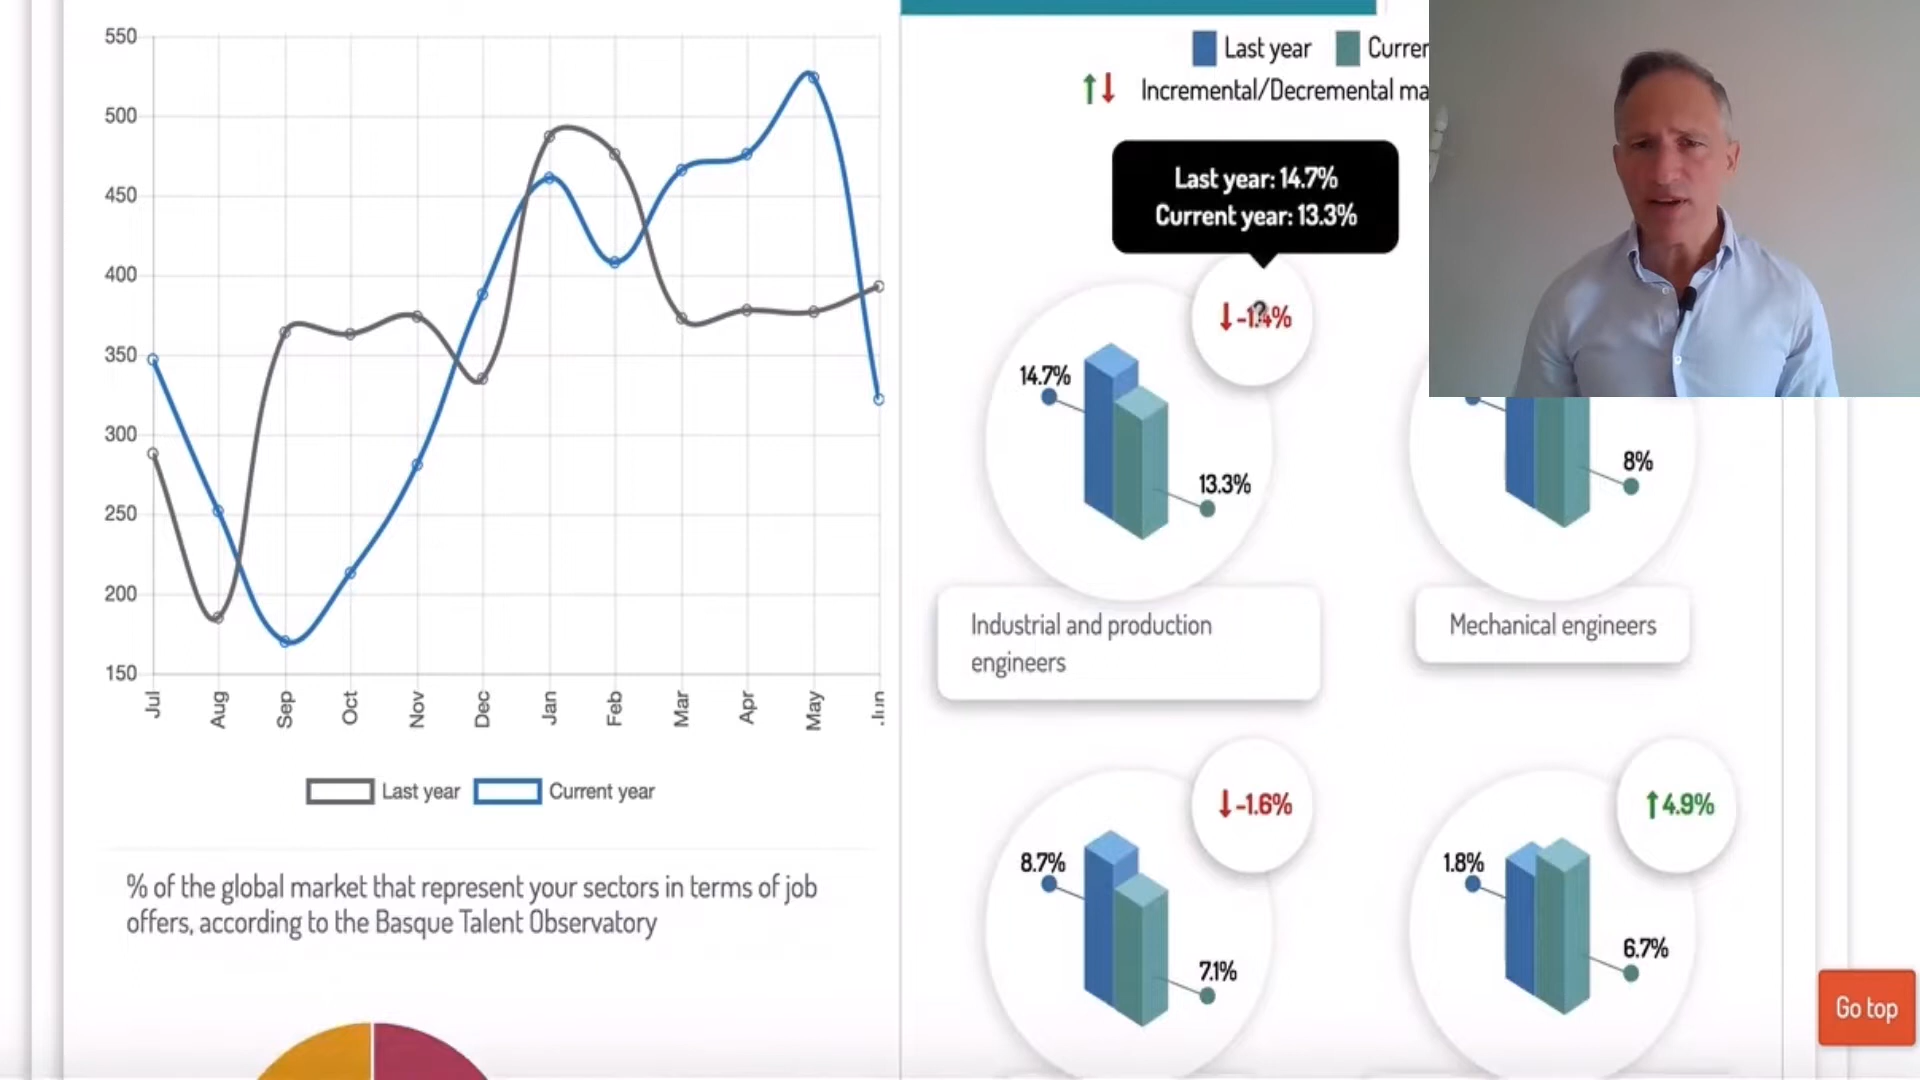 550
500
450
400
350
300
250
200
150
Jul
Aug
Sep
Oct
Nov
Dec
Jan
Feb
Mar
Apr
May
Jun
Last year
Current year
% of the global market that represent your sectors in terms of job
offers, according to the Basque Talent Observatory
Last year
Incremental/Decremental
Last year: 14.7%
Current year: 13.3%
-1.4%
14.7%
13.3%
Industrial and production
engineers
8%
Mechanical engineers
-1.6%
8.7%
7.1%
4.9%
1.8%
6.7%
Go top